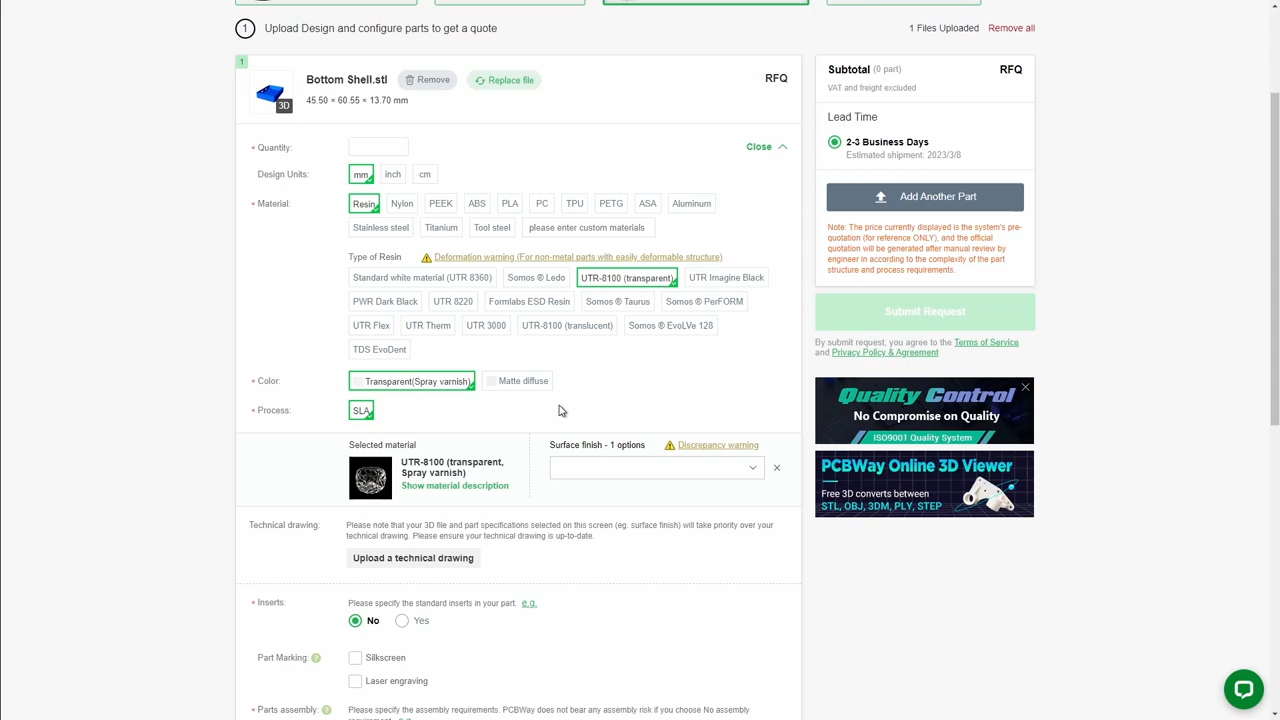 1 Upload Design and configure parts to get a quote
1 Files Uploaded Remove all
1
Bottom Shell.stl Remove Replace file
RFQ
3D
45.50 × 60.55 × 13.70 mm
* Quantity:
Close
Design Units: mm inch cm
* Material: Resin Nylon PEEK ABS PLA PC TPU PETG ASA Aluminum
Stainless steel Titanium Tool steel please enter custom materials
Type of Resin Deformation warning (For non-metal parts with easily deformable structure)
Standard white material (UTR 8360) Somos ® Ledo UTR-8100 (transparent) UTR Imagine Black
PWR Dark Black UTR 8220 Formlabs ESD Resin Somos ® Taurus Somos ® PerFORM
UTR Flex UTR Therm UTR 3000 UTR-8100 (translucent) Somos ® EvoLVe 128
TDS EvoDent
* Color: Transparent(Spray varnish) Matte diffuse
* Process: SLA
Selected material
UTR-8100 (transparent,
Spray varnish)
Show material description
Surface finish - 1 options Discrepancy warning
Technical drawing: Please note that your 3D file and part specifications selected on this screen (eg. surface finish) will take priority over your
technical drawing. Please ensure your technical drawing is up-to-date.
Upload a technical drawing
* Inserts: Please specify the standard inserts in your part. e.g.
No Yes
Part Marking: ? Silkscreen
Laser engraving
* Parts assembly: ? Please specify the assembly requirements. PCBWay does not bear any assembly risk if you choose No assembly
Subtotal (0 part) RFQ
VAT and freight excluded
Lead Time
2-3 Business Days
Estimated shipment: 2023/3/8
Add Another Part
Note: The price currently displayed is the system's pre-
quotation (for reference ONLY), and the official
quotation will be generated after manual review by
engineer in according to the complexity of the part
structure and process requirements.
Submit Request
By submit request, you agree to the Terms of Service
and Privacy Policy & Agreement
Quality Control
No Compromise on Quality
ISO9001 Quality System
PCBWay Online 3D Viewer
Free 3D converts between
STL, OBJ, 3DM, PLY, STEP